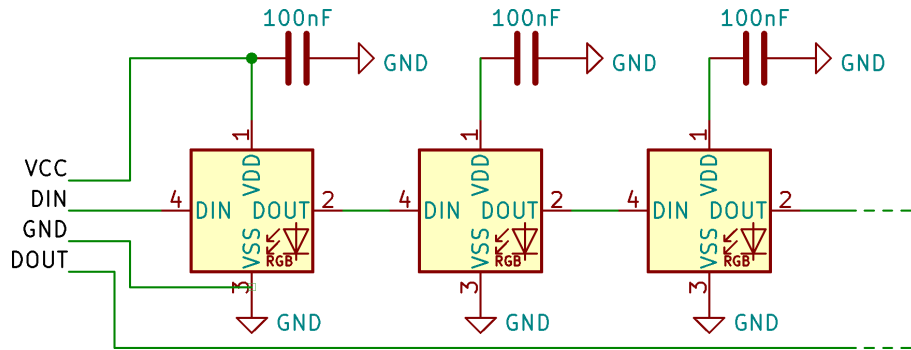 100nF 100nF 100nF
GND GND GND
1 1 1
VDD VDD VDD
VCC
DIN 4 DIN DOUT 2 4 DIN DOUT 2 4 DIN DOUT 2
GND
VSS RGB VSS RGB VSS RGB
DOUT
3 3 3
GND GND GND